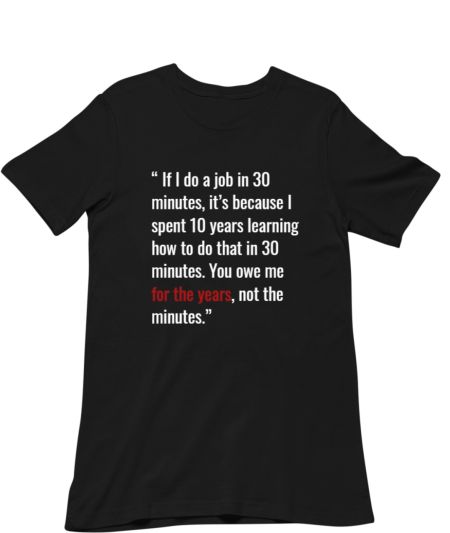 “ If I do a job in 30
minutes, it’s because I
spent 10 years learning
how to do that in 30
minutes. You owe me
for the years, not the
minutes.”